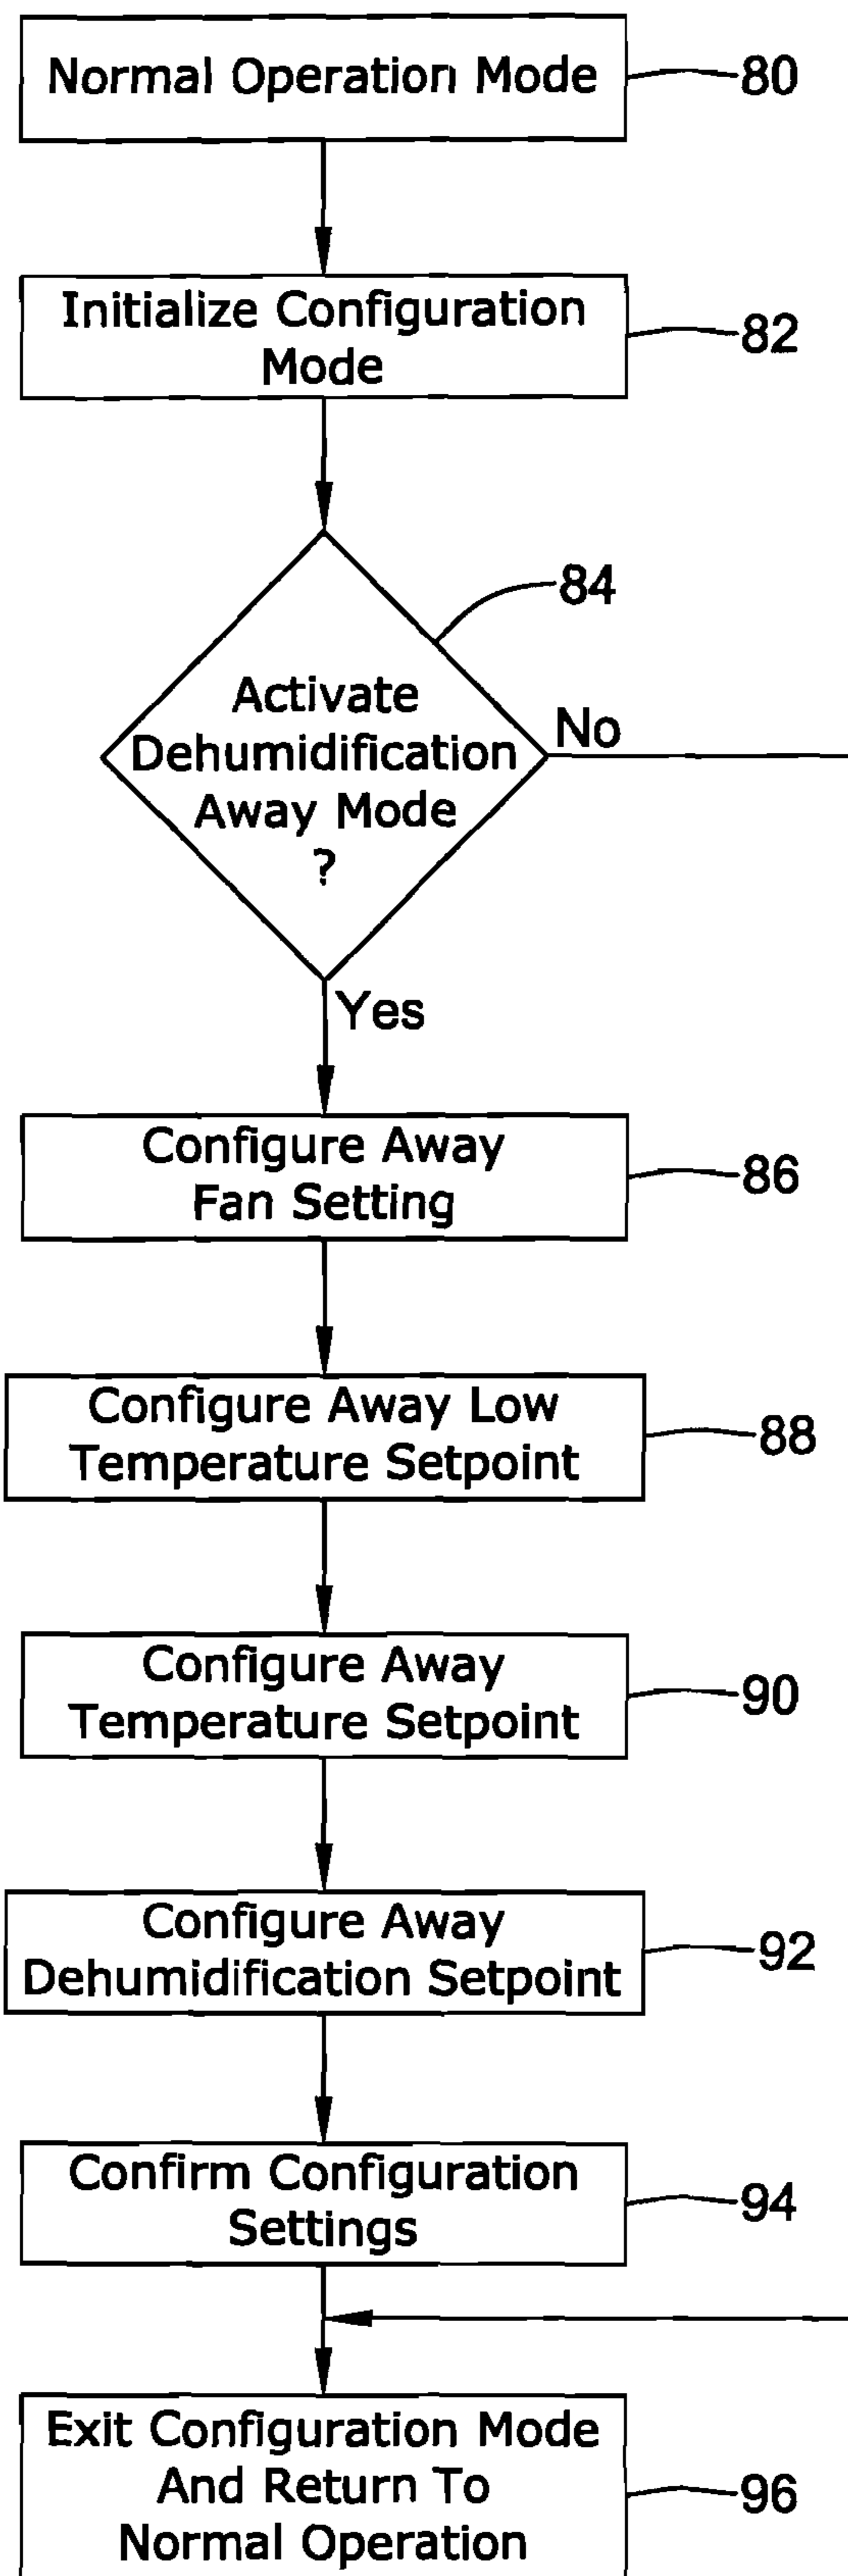 Normal Operation Mode
80
Initialize Configuration
Mode
82
84
Activate
Dehumidification
Away Mode
?
No
Yes
Configure Away
Fan Setting
86
Configure Away Low
Temperature Setpoint
88
Configure Away
Temperature Setpoint
90
Configure Away
Dehumidification Setpoint
92
Confirm Configuration
Settings
94
Exit Configuration Mode
And Return To
Normal Operation
96